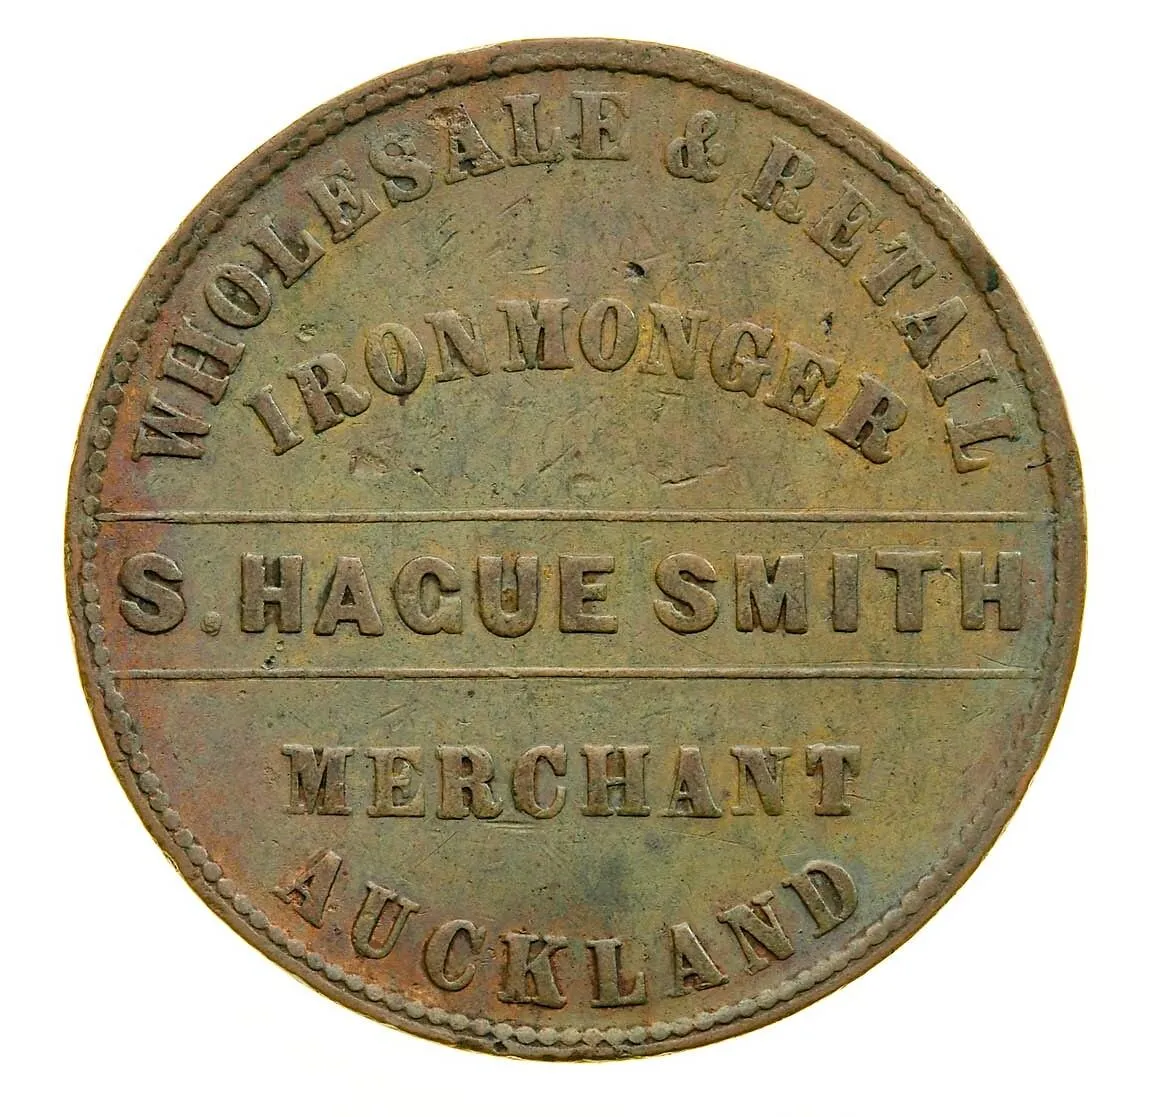 WHOLESALE & RETAIL
IRONMONGER
S. HAGUE SMITH
MERCHANT
AUCKLAND